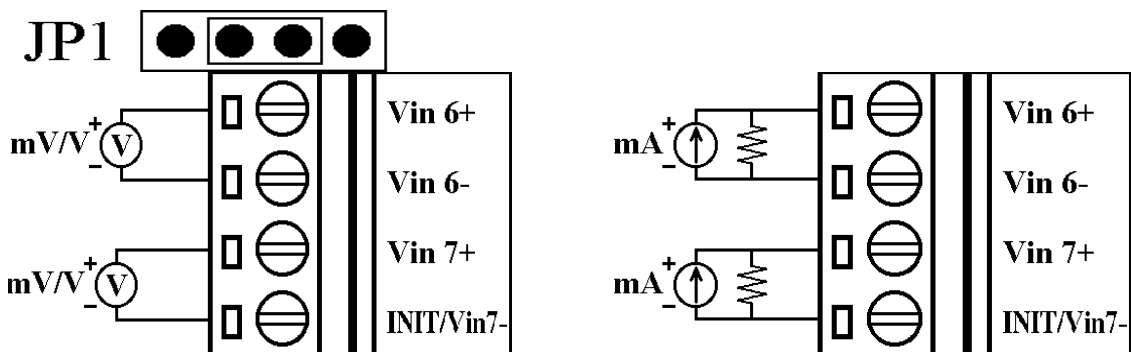 JP1
mV/V + V −
Vin 6+
Vin 6-
mV/V + V −
Vin 7+
INIT/Vin7-
mA + −
Vin 6+
Vin 6-
mA + −
Vin 7+
INIT/Vin7-